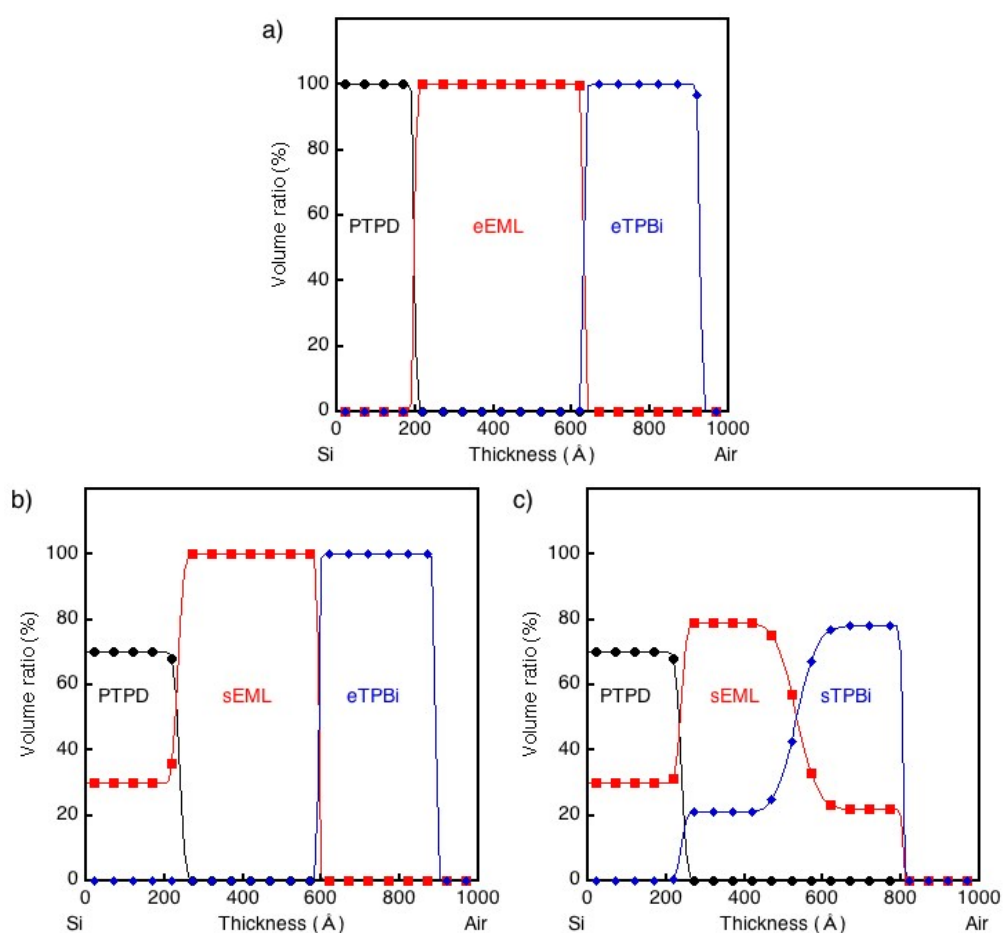 a)
Volume ratio (%)
100
80
60
40
20
0
PTPD
eEML
eTPBi
0 200 400 600 800 1000
Si Thickness (Å) Air
b)
Volume ratio (%)
100
80
60
40
20
0
PTPD
sEML
eTPBi
0 200 400 600 800 1000
Si Thickness (Å) Air
c)
Volume ratio (%)
100
80
60
40
20
0
PTPD
sEML
sTPBi
0 200 400 600 800 1000
Si Thickness (Å) Air